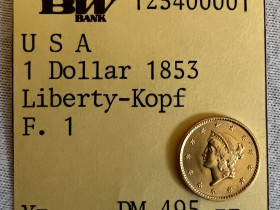 BW 123400001
BANK
U S A
1 Dollar 1853
Liberty-Kopf
F. 1
DM 495,--